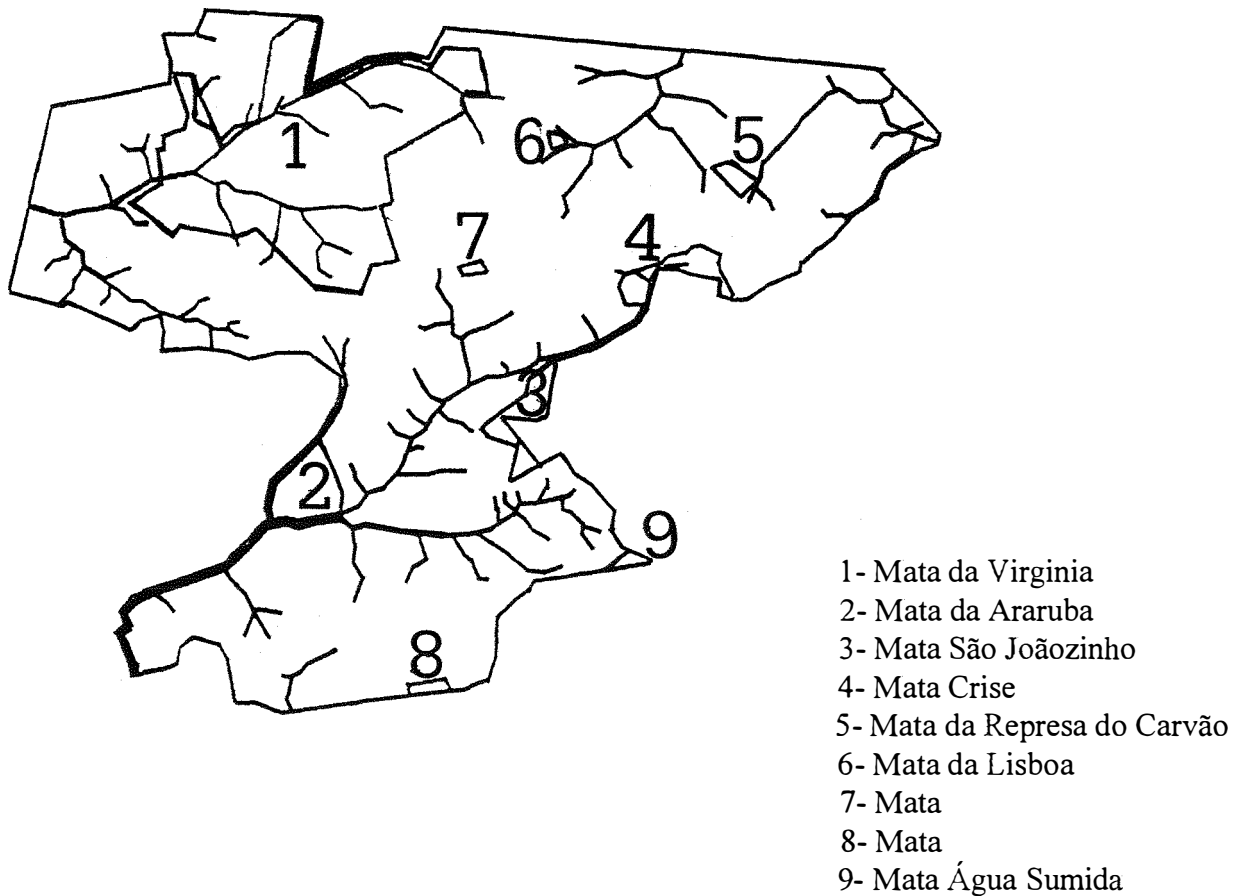 1
6
5
7
4
3
2
9
8
1- Mata da Virginia
2- Mata da Araruba
3- Mata São Joãozinho
4- Mata Crise
5- Mata da Represa do Carvão
6- Mata da Lisboa
7- Mata
8- Mata
9- Mata Água Sumida